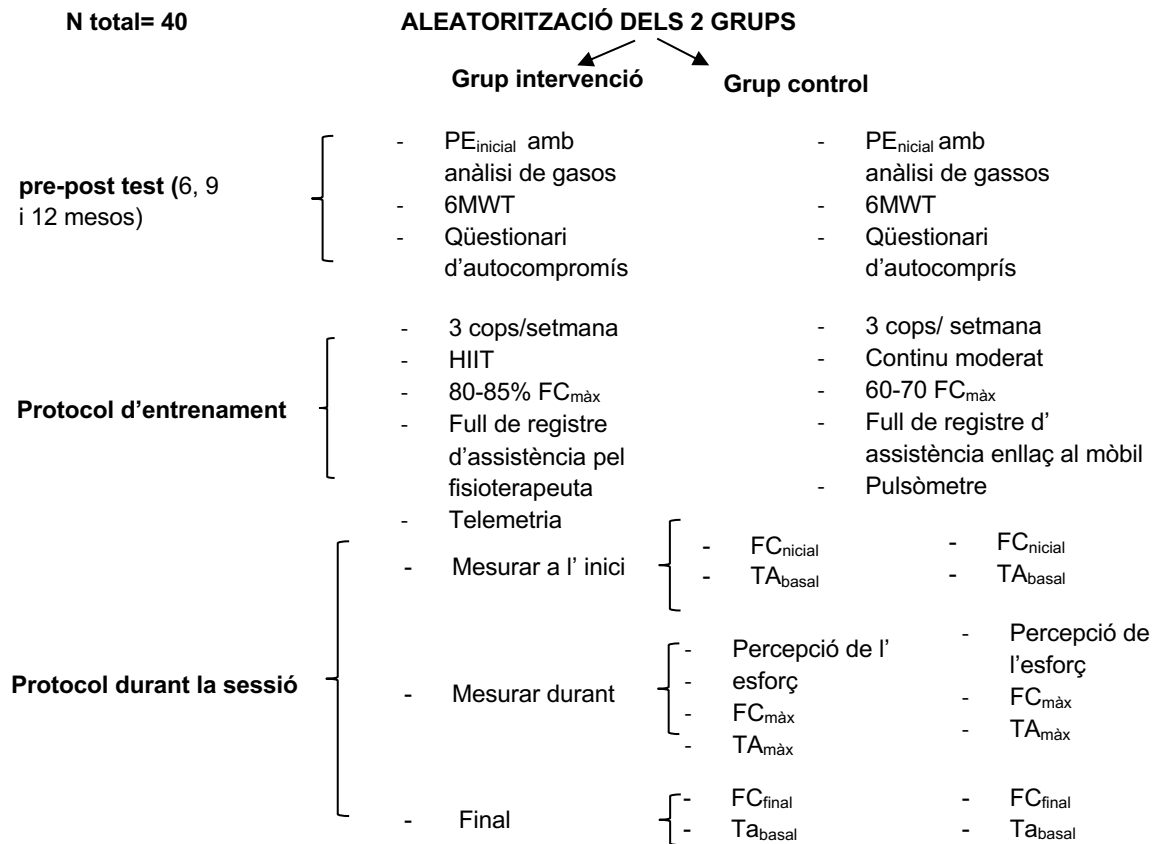 N total= 40
ALEATORITZACIÓ DELS 2 GRUPS
Grup intervenció
Grup control
pre-post test (6, 9
i 12 mesos)
- PEinicial amb
anàlisi de gasos
- 6MWT
- Qüestionari
d’autocompromís
- PEnicial amb
anàlisi de gassos
- 6MWT
- Qüestionari
d’autocomprís
Protocol d’entrenament
- 3 cops/setmana
- HIIT
- 80-85% FCmàx
- Full de registre
d’assistència pel
fisioterapeuta
- Telemetria
- 3 cops/ setmana
- Continu moderat
- 60-70 FCmàx
- Full de registre d’
assistència enllaç al mòbil
- Pulsòmetre
Protocol durant la sessió
- Mesurar a l’ inici
- FCnicial
- TAbasal
- FCnicial
- TAbasal
- Mesurar durant
- Percepció de l’
- esforç
- FCmàx
- TAmàx
- Percepció de
l’esforç
- FCmàx
- TAmàx
- Final
- FCfinal
- Tabasal
- FCfinal
- Tabasal